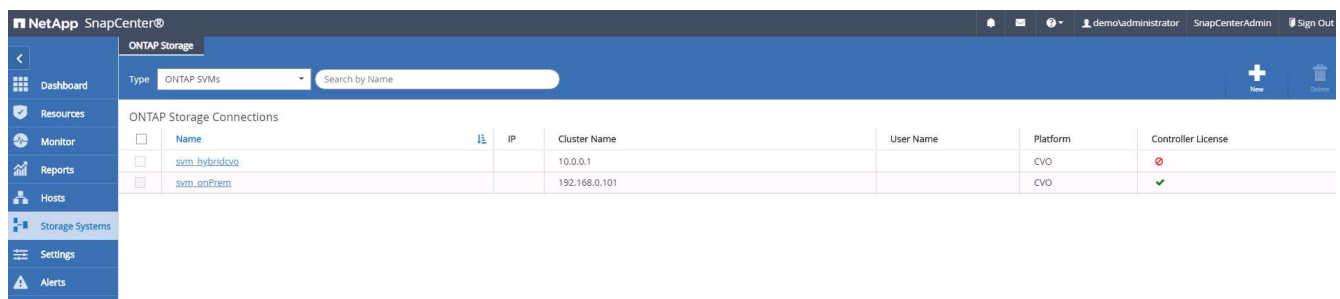 NetApp SnapCenter®
demo\administrator SnapCenterAdmin Sign Out
ONTAP Storage
Type ONTAP SVMs Search by Name
New Delete
Dashboard
Resources
Monitor
Reports
Hosts
Storage Systems
Settings
Alerts
ONTAP Storage Connections
Name IP Cluster Name User Name Platform Controller License
svm_hybridcvo 10.0.0.1 CVO
svm_onPrem 192.168.0.101 CVO